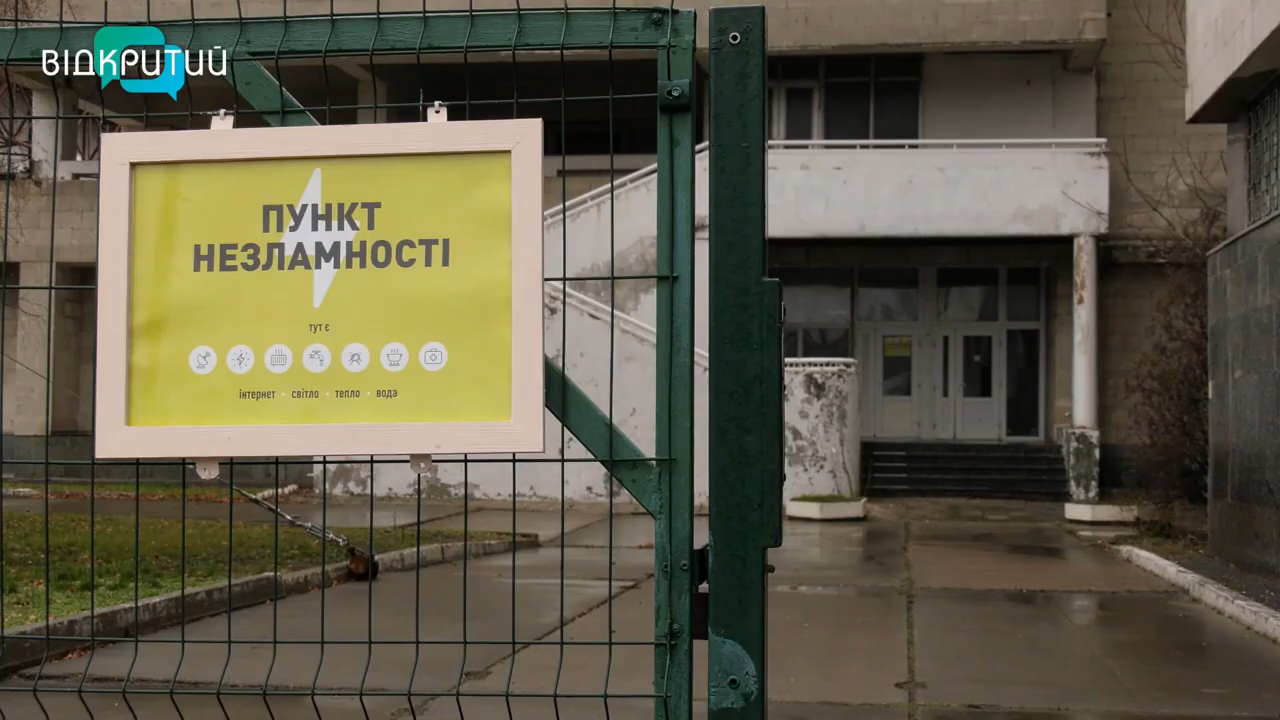 ВІДКРИТИЙ
ПУНКТ
НЕЗЛАМНОСТІ
тут є
інтернет • світло • тепло • вода